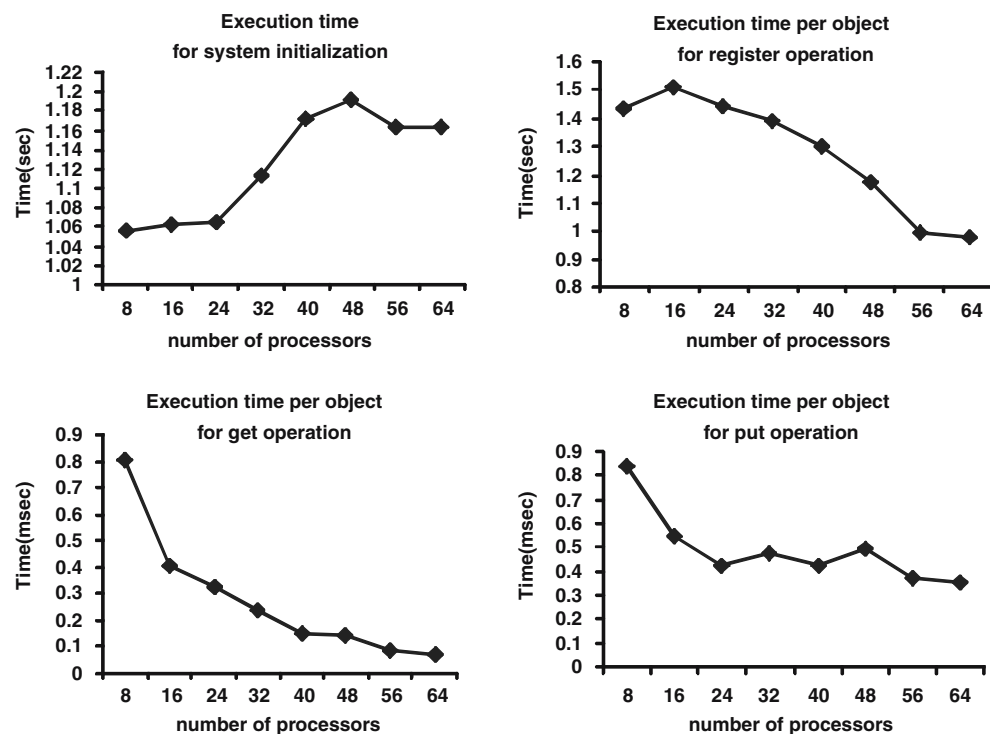 Execution time
for system initialization
Time(sec)
1.22
1.2
1.18
1.16
1.14
1.12
1.1
1.08
1.06
1.04
1.02
1
8 16 24 32 40 48 56 64
number of processors
Execution time per object
for register operation
Time(sec)
1.6
1.5
1.4
1.3
1.2
1.1
1
0.9
0.8
8 16 24 32 40 48 56 64
number of processors
Execution time per object
for get operation
Time(msec)
0.9
0.8
0.7
0.6
0.5
0.4
0.3
0.2
0.1
0
8 16 24 32 40 48 56 64
number of processors
Execution time per object
for put operation
Time(msec)
0.9
0.8
0.7
0.6
0.5
0.4
0.3
0.2
0.1
0
8 16 24 32 40 48 56 64
number of processors